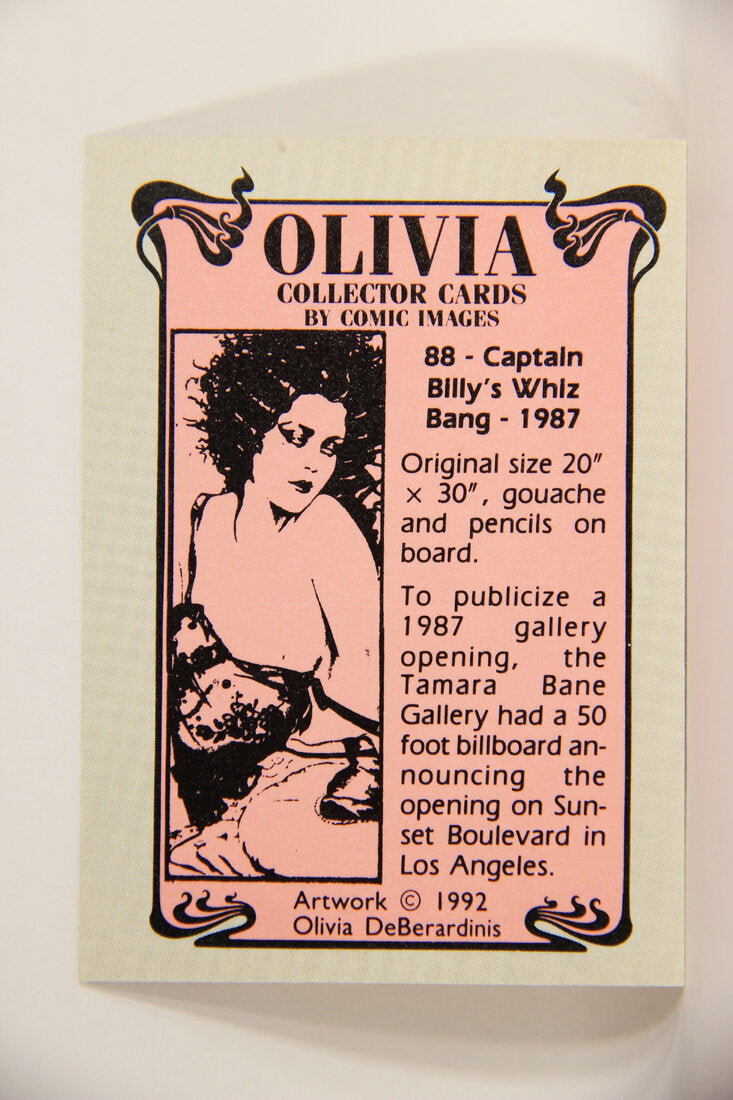 OLIVIA
COLLECTOR CARDS
BY COMIC IMAGES
88 - Captain
Billy's Whiz
Bang - 1987
Original size 20"
× 30", gouache
and pencils on
board.
To publicize a
1987 gallery
opening, the
Tamara Bane
Gallery had a 50
foot billboard an-
nouncing the
opening on Sun-
set Boulevard in
Los Angeles.
Artwork © 1992
Olivia DeBerardinis